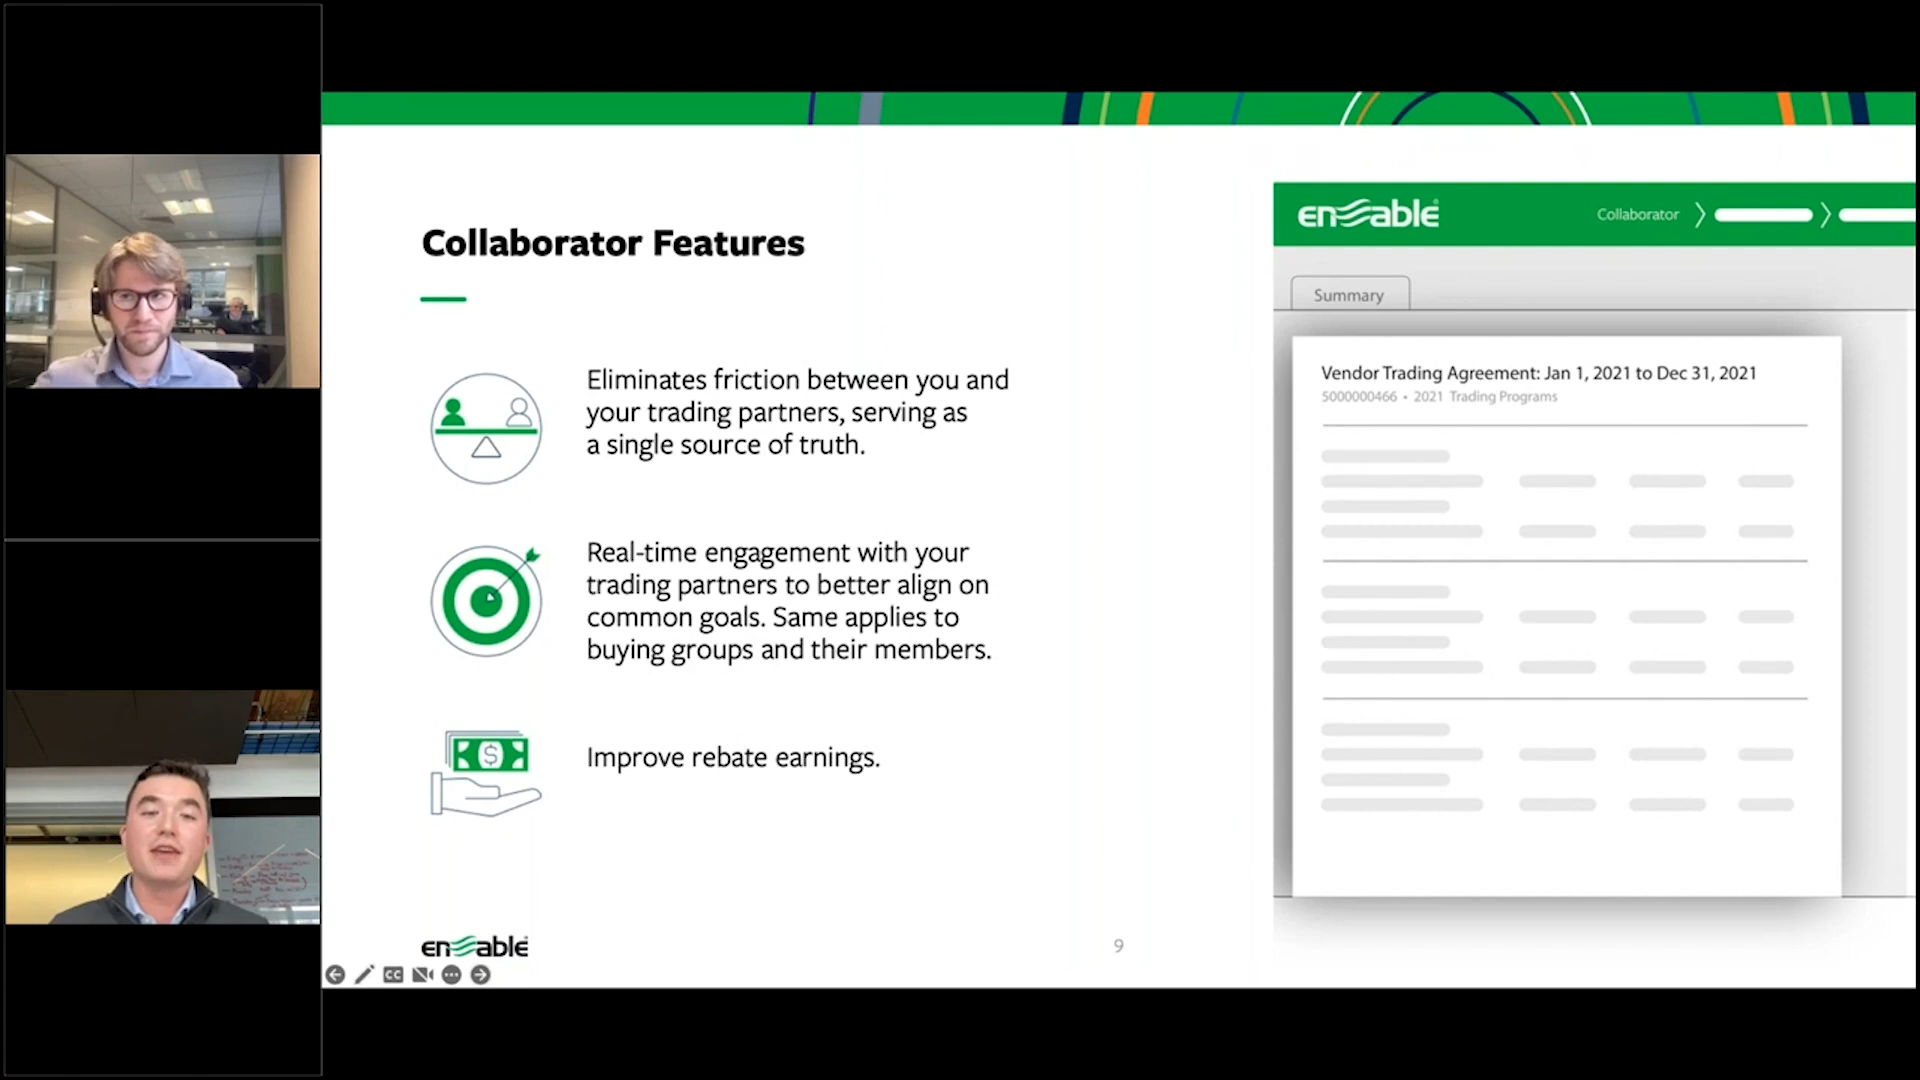 Collaborator Features
Eliminates friction between you and
your trading partners, serving as
a single source of truth.
Real-time engagement with your
trading partners to better align on
common goals. Same applies to
buying groups and their members.
$
Improve rebate earnings.
enable
9
CC
enable
Collaborator
Summary
Vendor Trading Agreement: Jan 1, 2021 to Dec 31, 2021
5000000466 • 2021 Trading Programs